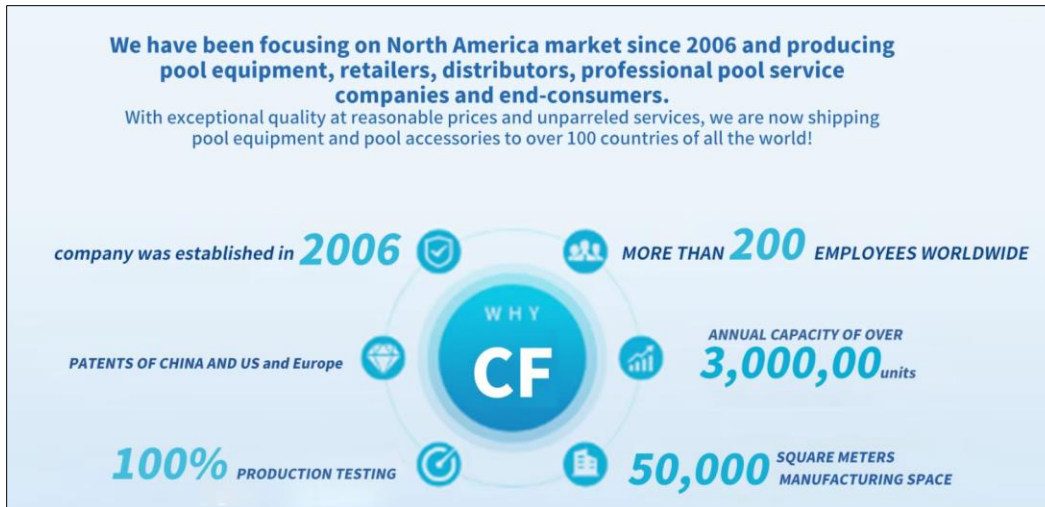 We have been focusing on North America market since 2006 and producing
pool equipment, retailers, distributors, professional pool service
companies and end-consumers.
With exceptional quality at reasonable prices and unparreled services, we are now shipping
pool equipment and pool accessories to over 100 countries of all the world!
company was established in 2006
MORE THAN 200 EMPLOYEES WORLDWIDE
WHY
CF
PATENTS OF CHINA AND US and Europe
ANNUAL CAPACITY OF OVER
3,000,00 units
100% PRODUCTION TESTING
50,000 SQUARE METERS
MANUFACTURING SPACE